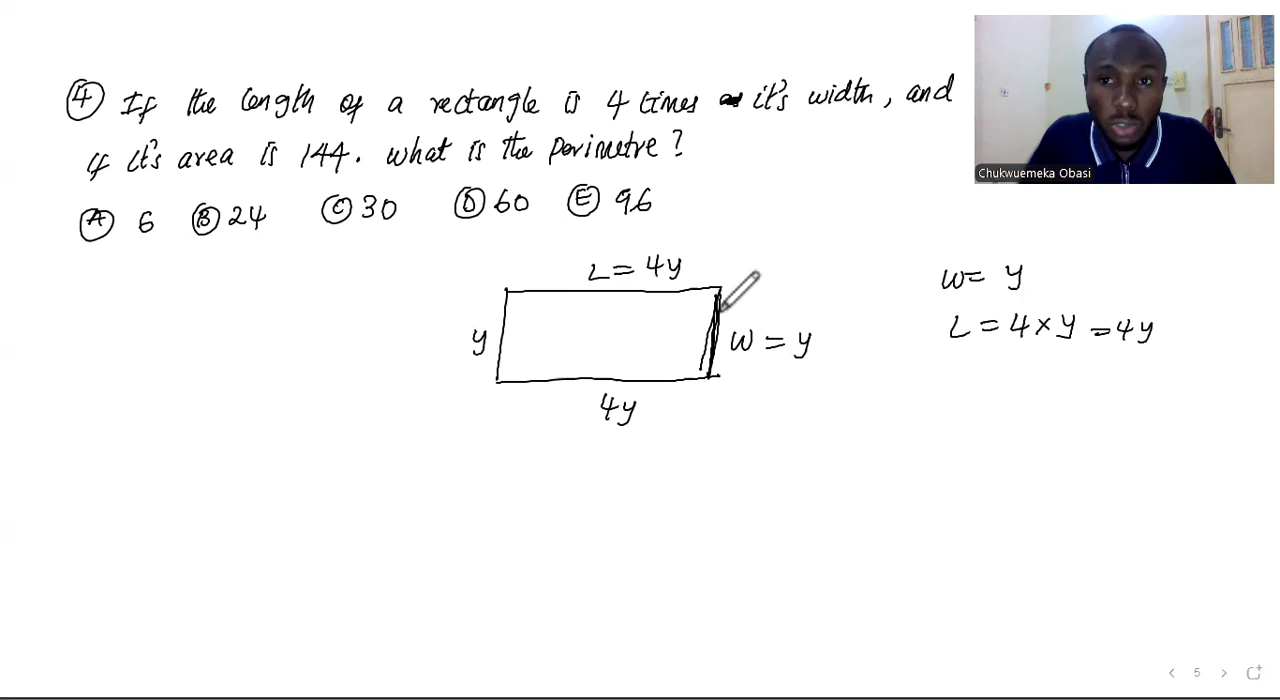 ④ If the length of a rectangle is 4 times it's width, and
if it's area is 144. what is the perimetre?
Ⓐ 6 Ⓑ 24 Ⓒ 30 Ⓓ 60 Ⓔ 96
Chukwuemeka Obasi
L = 4y
y
W = y
4y
W = y
L = 4 × y = 4y
5